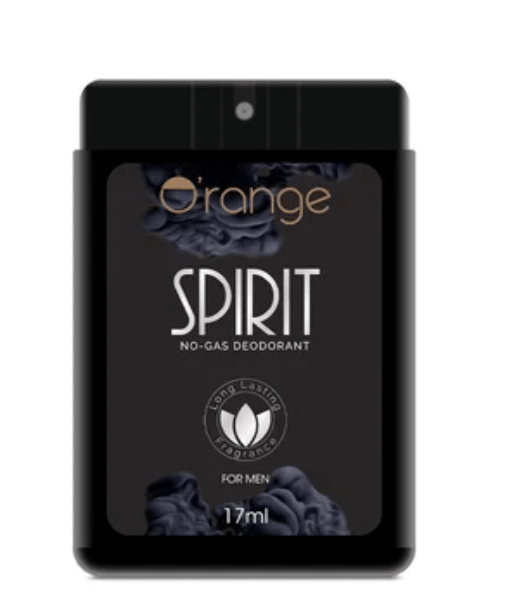 O'range
SPIRIT
NO-GAS DEODORANT
Long Lasting
Fragrance
FOR MEN
17ml